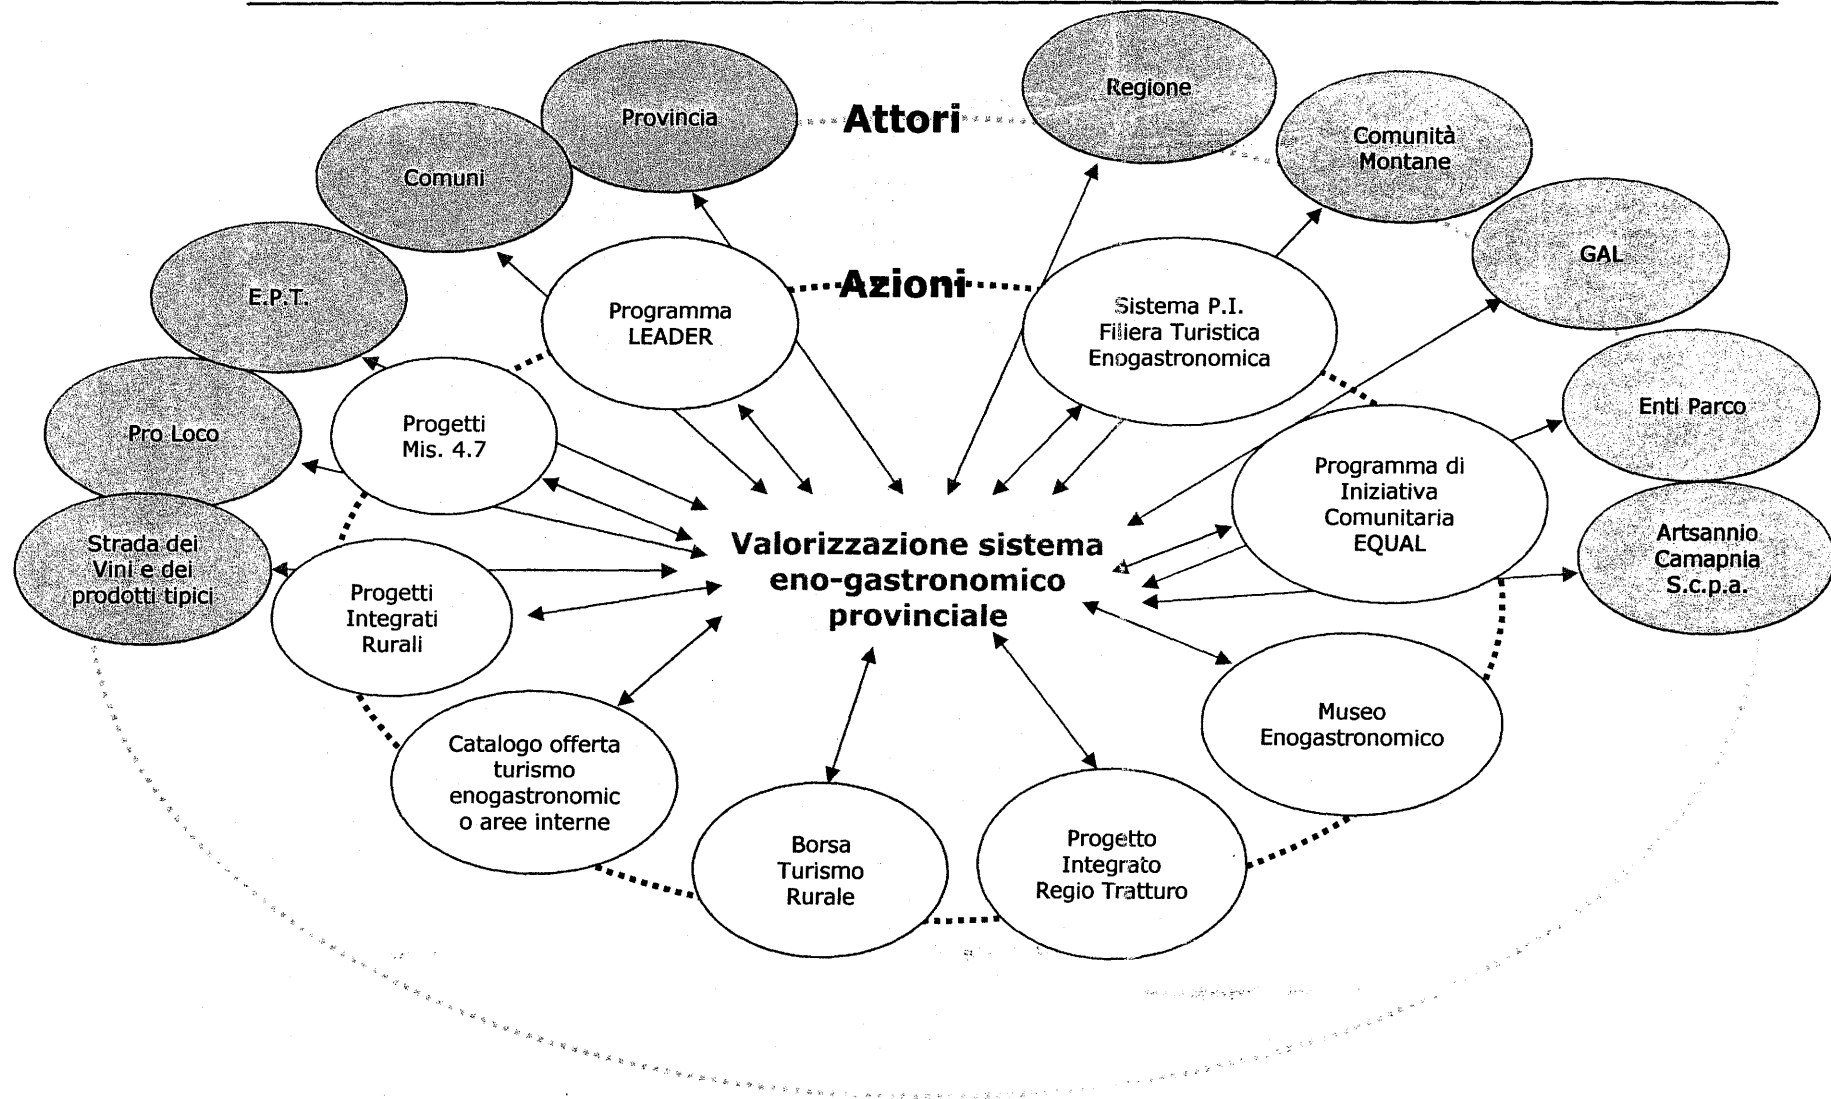 Attori
Provincia
Regione
Comuni
Comunità
Montane
E.P.T.
GAL
Pro Loco
Enti Parco
Strada dei
Vini e dei
prodotti tipici
Artsannio
Camapnia
S.c.p.a.
Azioni
Programma
LEADER
Sistema P.I.
Filiera Turistica
Enogastronomica
Progetti
Mis. 4.7
Programma di
Iniziativa
Comunitaria
EQUAL
Valorizzazione sistema
eno-gastronomico
provinciale
Progetti
Integrati
Rurali
Museo
Enogastronomico
Catalogo offerta
turismo
enogastronomic
o aree interne
Borsa
Turismo
Rurale
Progetto
Integrato
Regio Tratturo